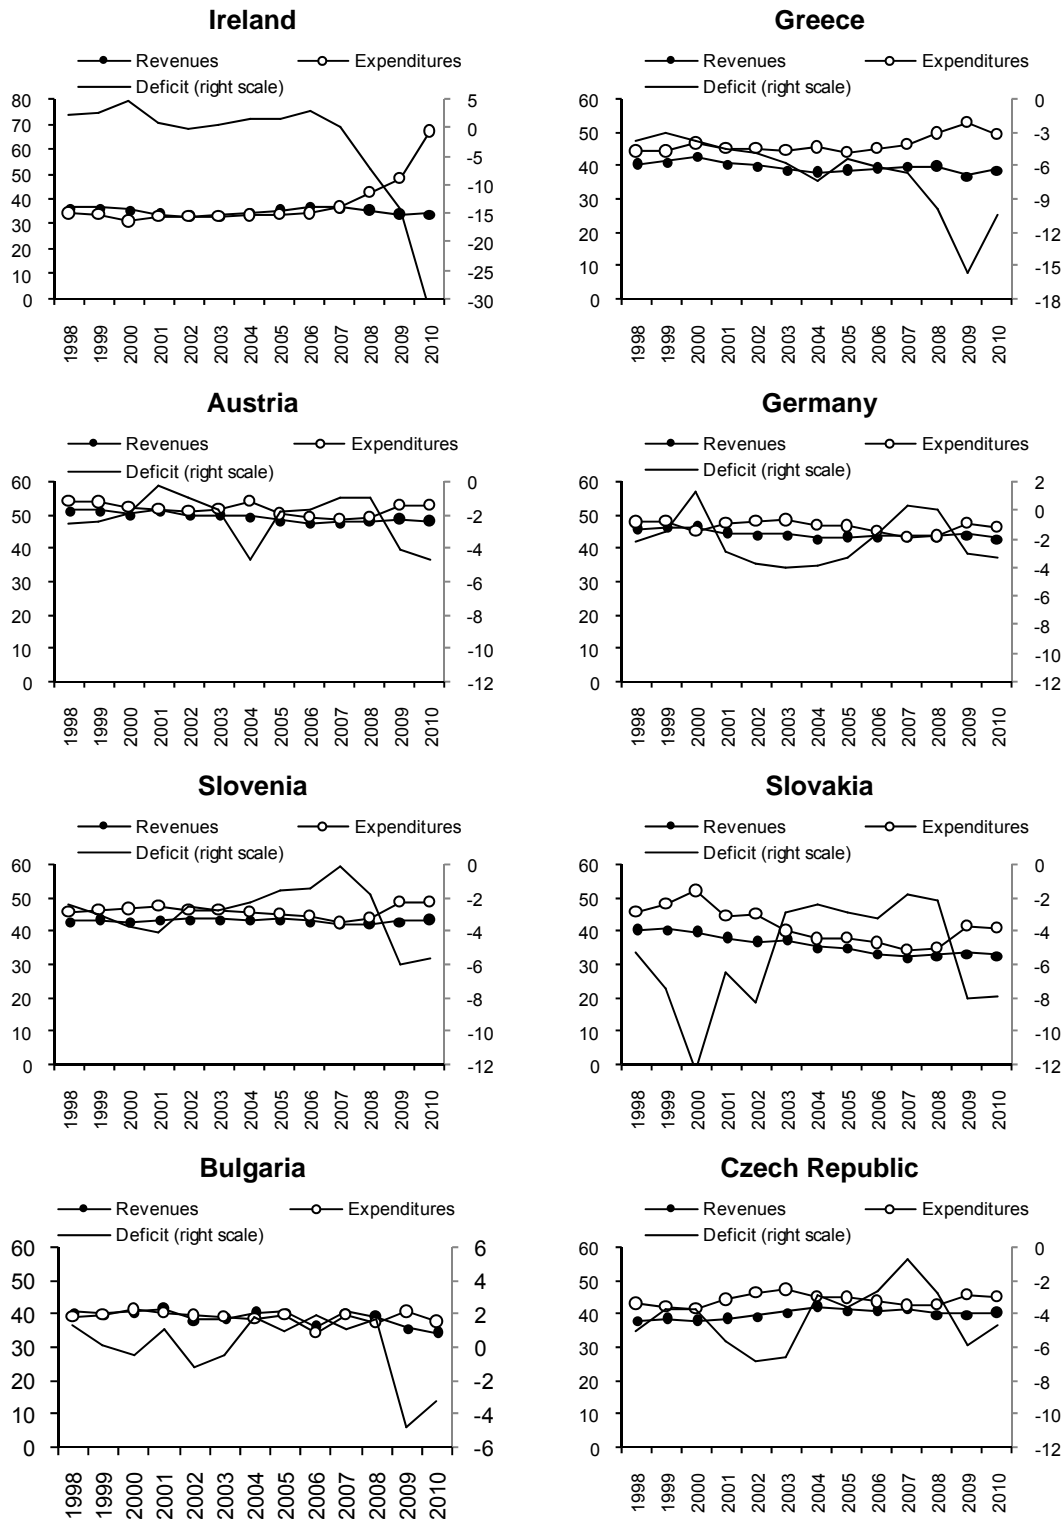 Ireland
Revenues Expenditures
Deficit (right scale)
80 70 60 50 40 30 20 10 0
5 0 -5 -10 -15 -20 -25 -30
1998 1999 2000 2001 2002 2003 2004 2005 2006 2007 2008 2009 2010
Greece
Revenues Expenditures
Deficit (right scale)
60 50 40 30 20 10 0
0 -3 -6 -9 -12 -15 -18
1998 1999 2000 2001 2002 2003 2004 2005 2006 2007 2008 2009 2010
Austria
Revenues Expenditures
Deficit (right scale)
60 50 40 30 20 10 0
0 -2 -4 -6 -8 -10 -12
1998 1999 2000 2001 2002 2003 2004 2005 2006 2007 2008 2009 2010
Germany
Revenues Expenditures
Deficit (right scale)
60 50 40 30 20 10 0
2 0 -2 -4 -6 -8 -10 -12
1998 1999 2000 2001 2002 2003 2004 2005 2006 2007 2008 2009 2010
Slovenia
Revenues Expenditures
Deficit (right scale)
60 50 40 30 20 10 0
0 -2 -4 -6 -8 -10 -12
1998 1999 2000 2001 2002 2003 2004 2005 2006 2007 2008 2009 2010
Slovakia
Revenues Expenditures
Deficit (right scale)
60 50 40 30 20 10 0
0 -2 -4 -6 -8 -10 -12
1998 1999 2000 2001 2002 2003 2004 2005 2006 2007 2008 2009 2010
Bulgaria
Revenues Expenditures
Deficit (right scale)
60 50 40 30 20 10 0
6 4 2 0 -2 -4 -6
1998 1999 2000 2001 2002 2003 2004 2005 2006 2007 2008 2009 2010
Czech Republic
Revenues Expenditures
Deficit (right scale)
60 50 40 30 20 10 0
0 -2 -4 -6 -8 -10 -12
1998 1999 2000 2001 2002 2003 2004 2005 2006 2007 2008 2009 2010